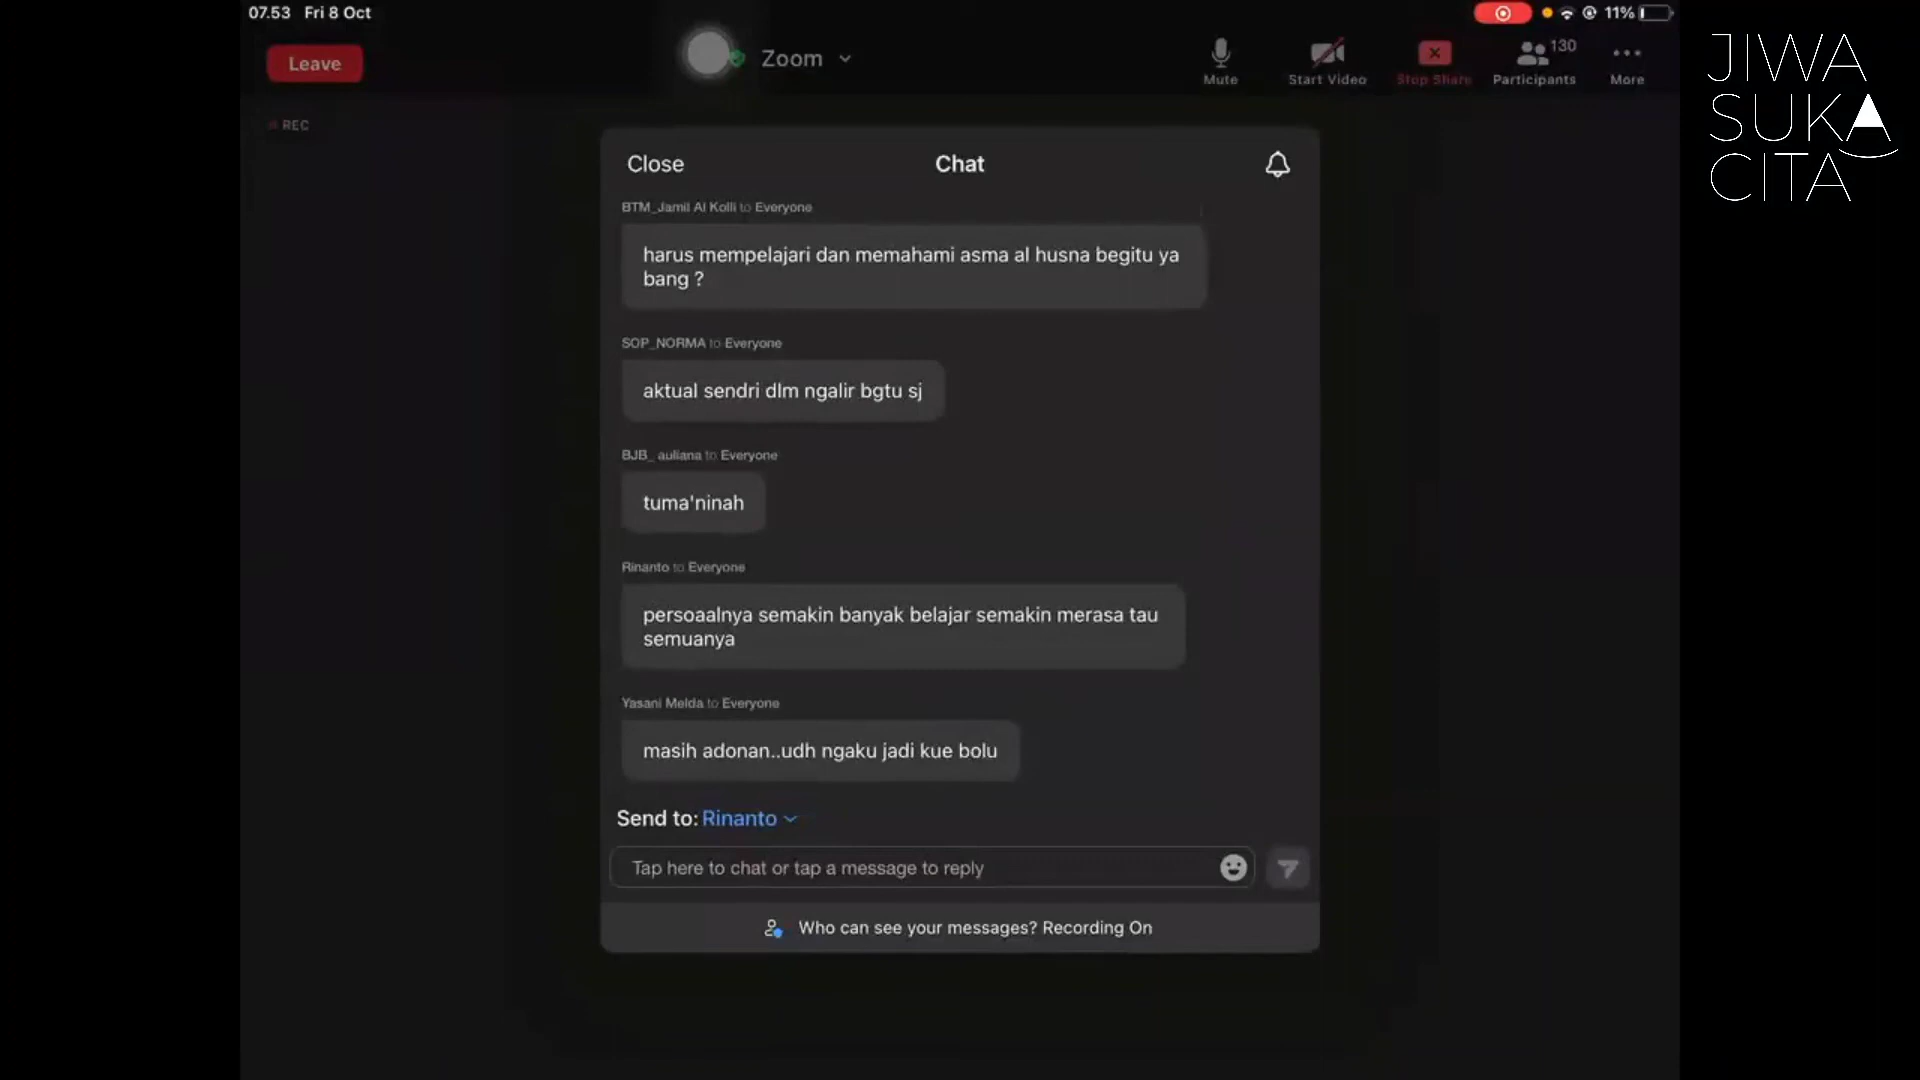 07.53 Fri 8 Oct
11%
Leave
Zoom
Mute
Start Video
Stop Share
130
Participants
More
JIWA
SUKA
CITA
REC
Close
Chat
BTM_Jamil Al Kolli to Everyone
harus mempelajari dan memahami asma al husna begitu ya
bang ?
SOP_NORMA to Everyone
aktual sendri dlm ngalir bgtu sj
BJB_ auliana to Everyone
tuma'ninah
Rinanto to Everyone
persoaalnya semakin banyak belajar semakin merasa tau
semuanya
Yasani Melda to Everyone
masih adonan..udh ngaku jadi kue bolu
Send to: Rinanto
Tap here to chat or tap a message to reply
Who can see your messages? Recording On